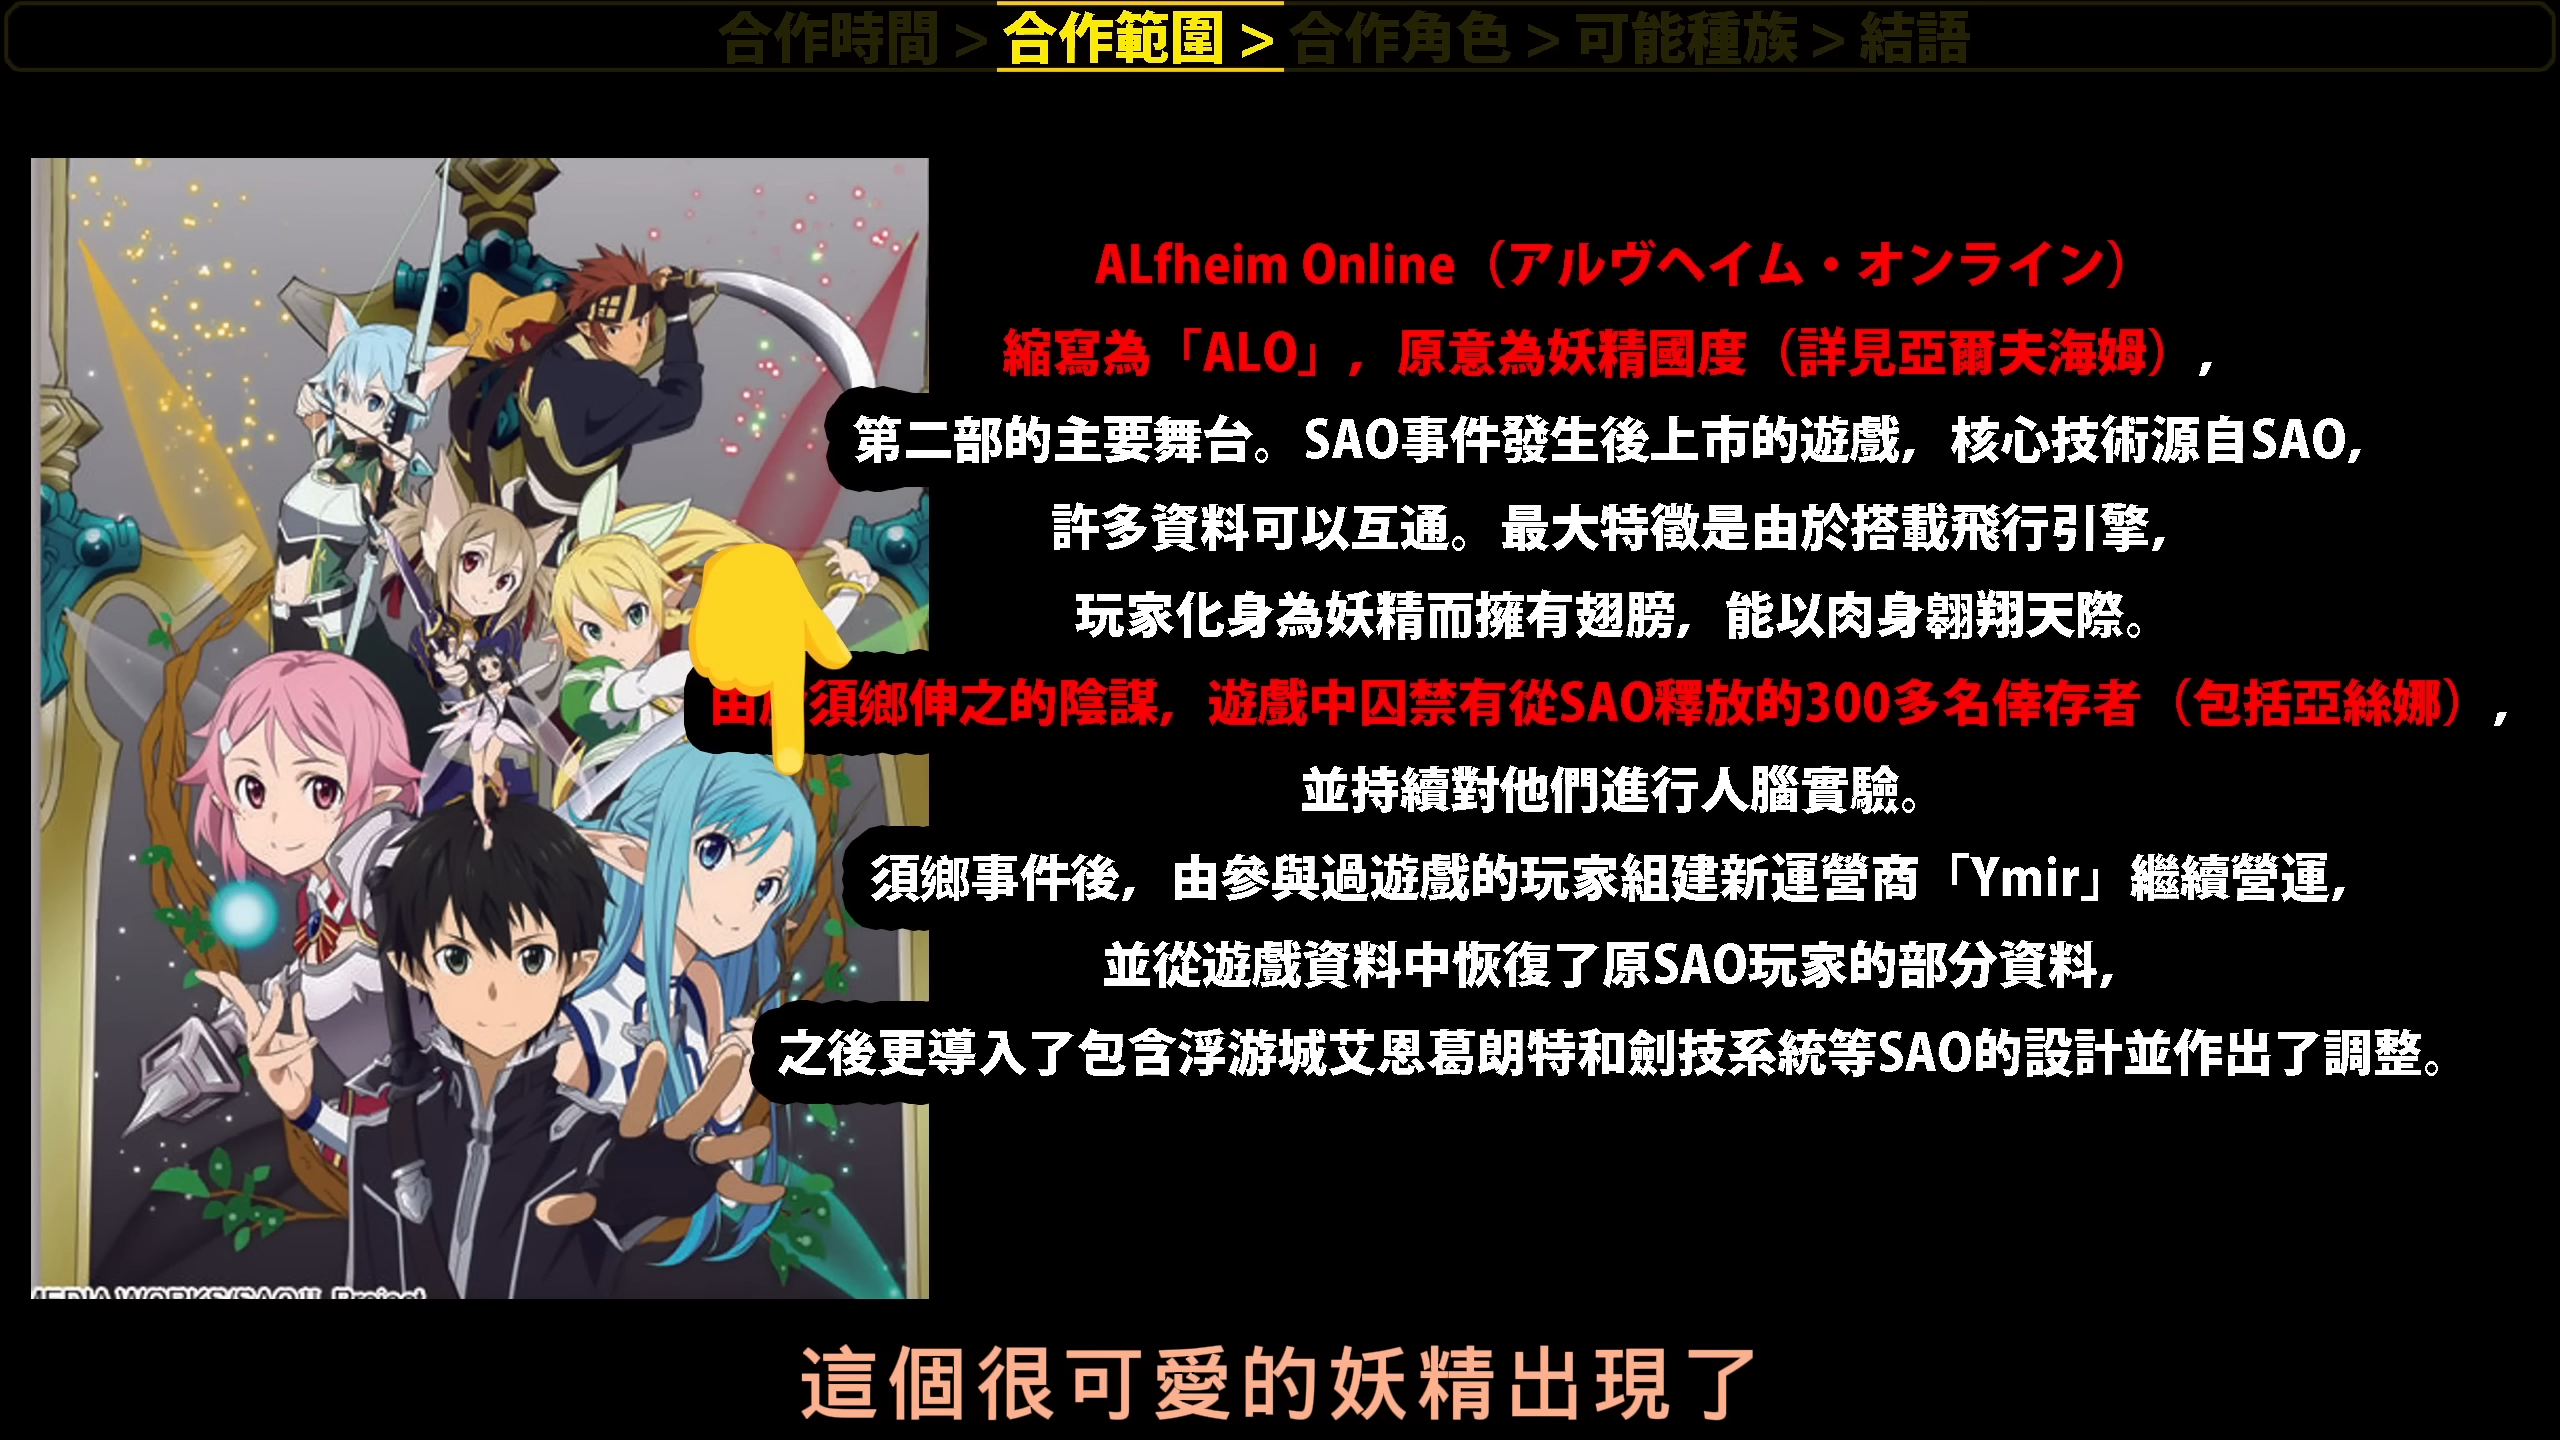 合作時間 > 合作範圍 > 合作角色 > 可能種族 > 結語
ALfheim Online（アルヴヘイム・オンライン）
縮寫為「ALO」，原意為妖精國度（詳見亞爾夫海姆），
第二部的主要舞台。SAO事件發生後上市的遊戲，核心技術源自SAO，
許多資料可以互通。最大特徵是由於搭載飛行引擎，
玩家化身為妖精而擁有翅膀，能以肉身翱翔天際。
由於須鄉伸之的陰謀，遊戲中囚禁有從SAO釋放的300多名倖存者（包括亞絲娜），
並持續對他們進行人腦實驗。
須鄉事件後，由參與過遊戲的玩家組建新運營商「Ymir」繼續營運，
並從遊戲資料中恢復了原SAO玩家的部分資料，
之後更導入了包含浮游城艾恩葛朗特和劍技系統等SAO的設計並作出了調整。
MEDIA WORKS/SAOII Project
這個很可愛的妖精出現了